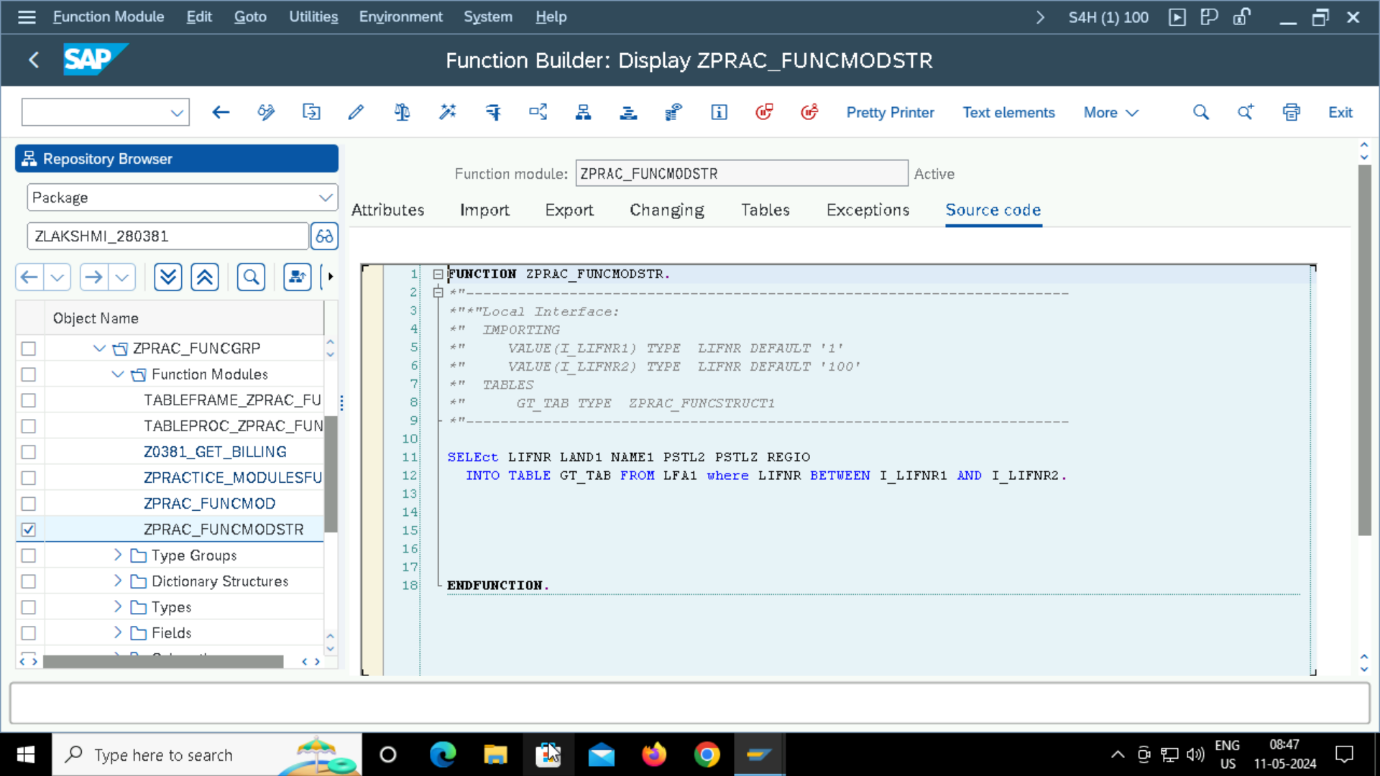 Function Module Edit Goto Utilities Environment System Help S4H (1) 100
SAP Function Builder: Display ZPRAC_FUNCMODSTR
Pretty Printer Text elements More Exit
Repository Browser
Package
ZLAKSHMI_280381
Object Name
ZPRAC_FUNCGRP
Function Modules
TABLEFRAME_ZPRAC_FU
TABLEPROC_ZPRAC_FUN
Z0381_GET_BILLING
ZPRACTICE_MODULESFU
ZPRAC_FUNCMOD
ZPRAC_FUNCMODSTR
Type Groups
Dictionary Structures
Types
Fields
Function module: ZPRAC_FUNCMODSTR Active
Attributes Import Export Changing Tables Exceptions Source code
1 FUNCTION ZPRAC_FUNCMODSTR.
2 *"----------------------------------------------------------------------
3 *"*"Local Interface:
4 *" IMPORTING
5 *" VALUE(I_LIFNR1) TYPE LIFNR DEFAULT '1'
6 *" VALUE(I_LIFNR2) TYPE LIFNR DEFAULT '100'
7 *" TABLES
8 *" GT_TAB TYPE ZPRAC_FUNCSTRUCT1
9 *"----------------------------------------------------------------------
10
11 SELEct LIFNR LAND1 NAME1 PSTL2 PSTLZ REGIO
12 INTO TABLE GT_TAB FROM LFA1 where LIFNR BETWEEN I_LIFNR1 AND I_LIFNR2.
13
14
15
16
17
18 ENDFUNCTION.
Type here to search
ENG
US
08:47
11-05-2024